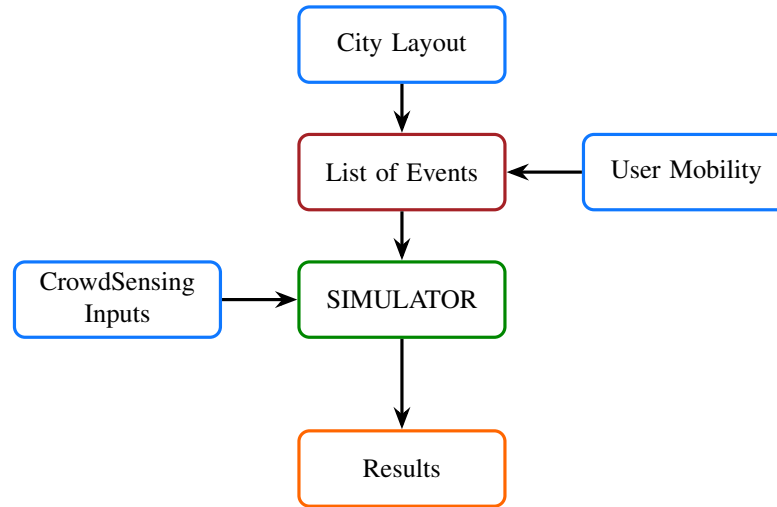 City Layout
List of Events
User Mobility
CrowdSensing
Inputs
SIMULATOR
Results